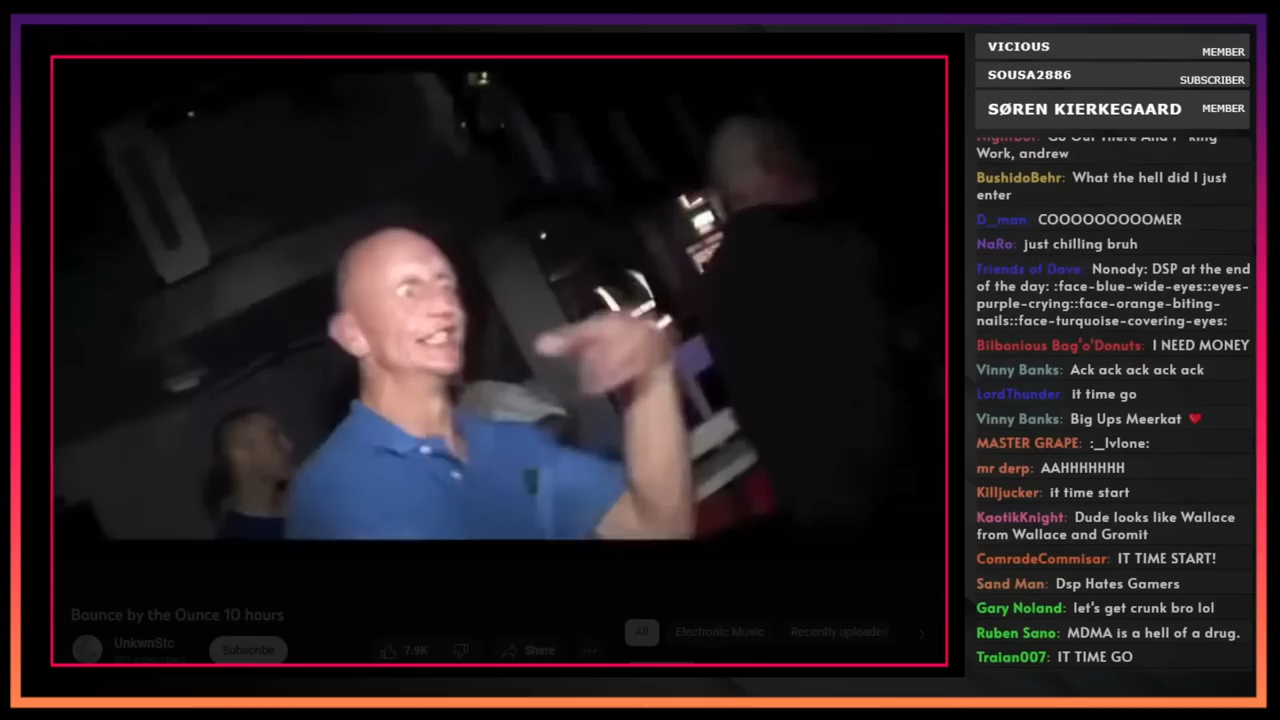 VICIOUS
MEMBER
SOUSA2886
SUBSCRIBER
SØREN KIERKEGAARD
MEMBER
Work, andrew
BushidoBehr: What the hell did I just
enter
D__man: COOOOOOOOOMER
NaRo: just chilling bruh
Friends of Dave: Nonody: DSP at the end
of the day: :face-blue-wide-eyes::eyes-
purple-crying::face-orange-biting-
nails::face-turquoise-covering-eyes:
Bilbonious Bag'o'Donuts: I NEED MONEY
Vinny Banks: Ack ack ack ack ack
LordThunder: it time go
Vinny Banks: Big Ups Meerkat
MASTER GRAPE: :_lvlone:
mr derp: AAHHHHHHH
Killjucker: it time start
KaotikKnight: Dude looks like Wallace
from Wallace and Gromit
ComradeCommisar: IT TIME START!
Sand Man: Dsp Hates Gamers
Gary Noland: let's get crunk bro lol
Ruben Sano: MDMA is a hell of a drug.
Traian007: IT TIME GO
Bounce by the Ounce 10 hours
UnkwnStc
Subscribe
7.9K
Share
All
Electronic Music
Recently uploaded